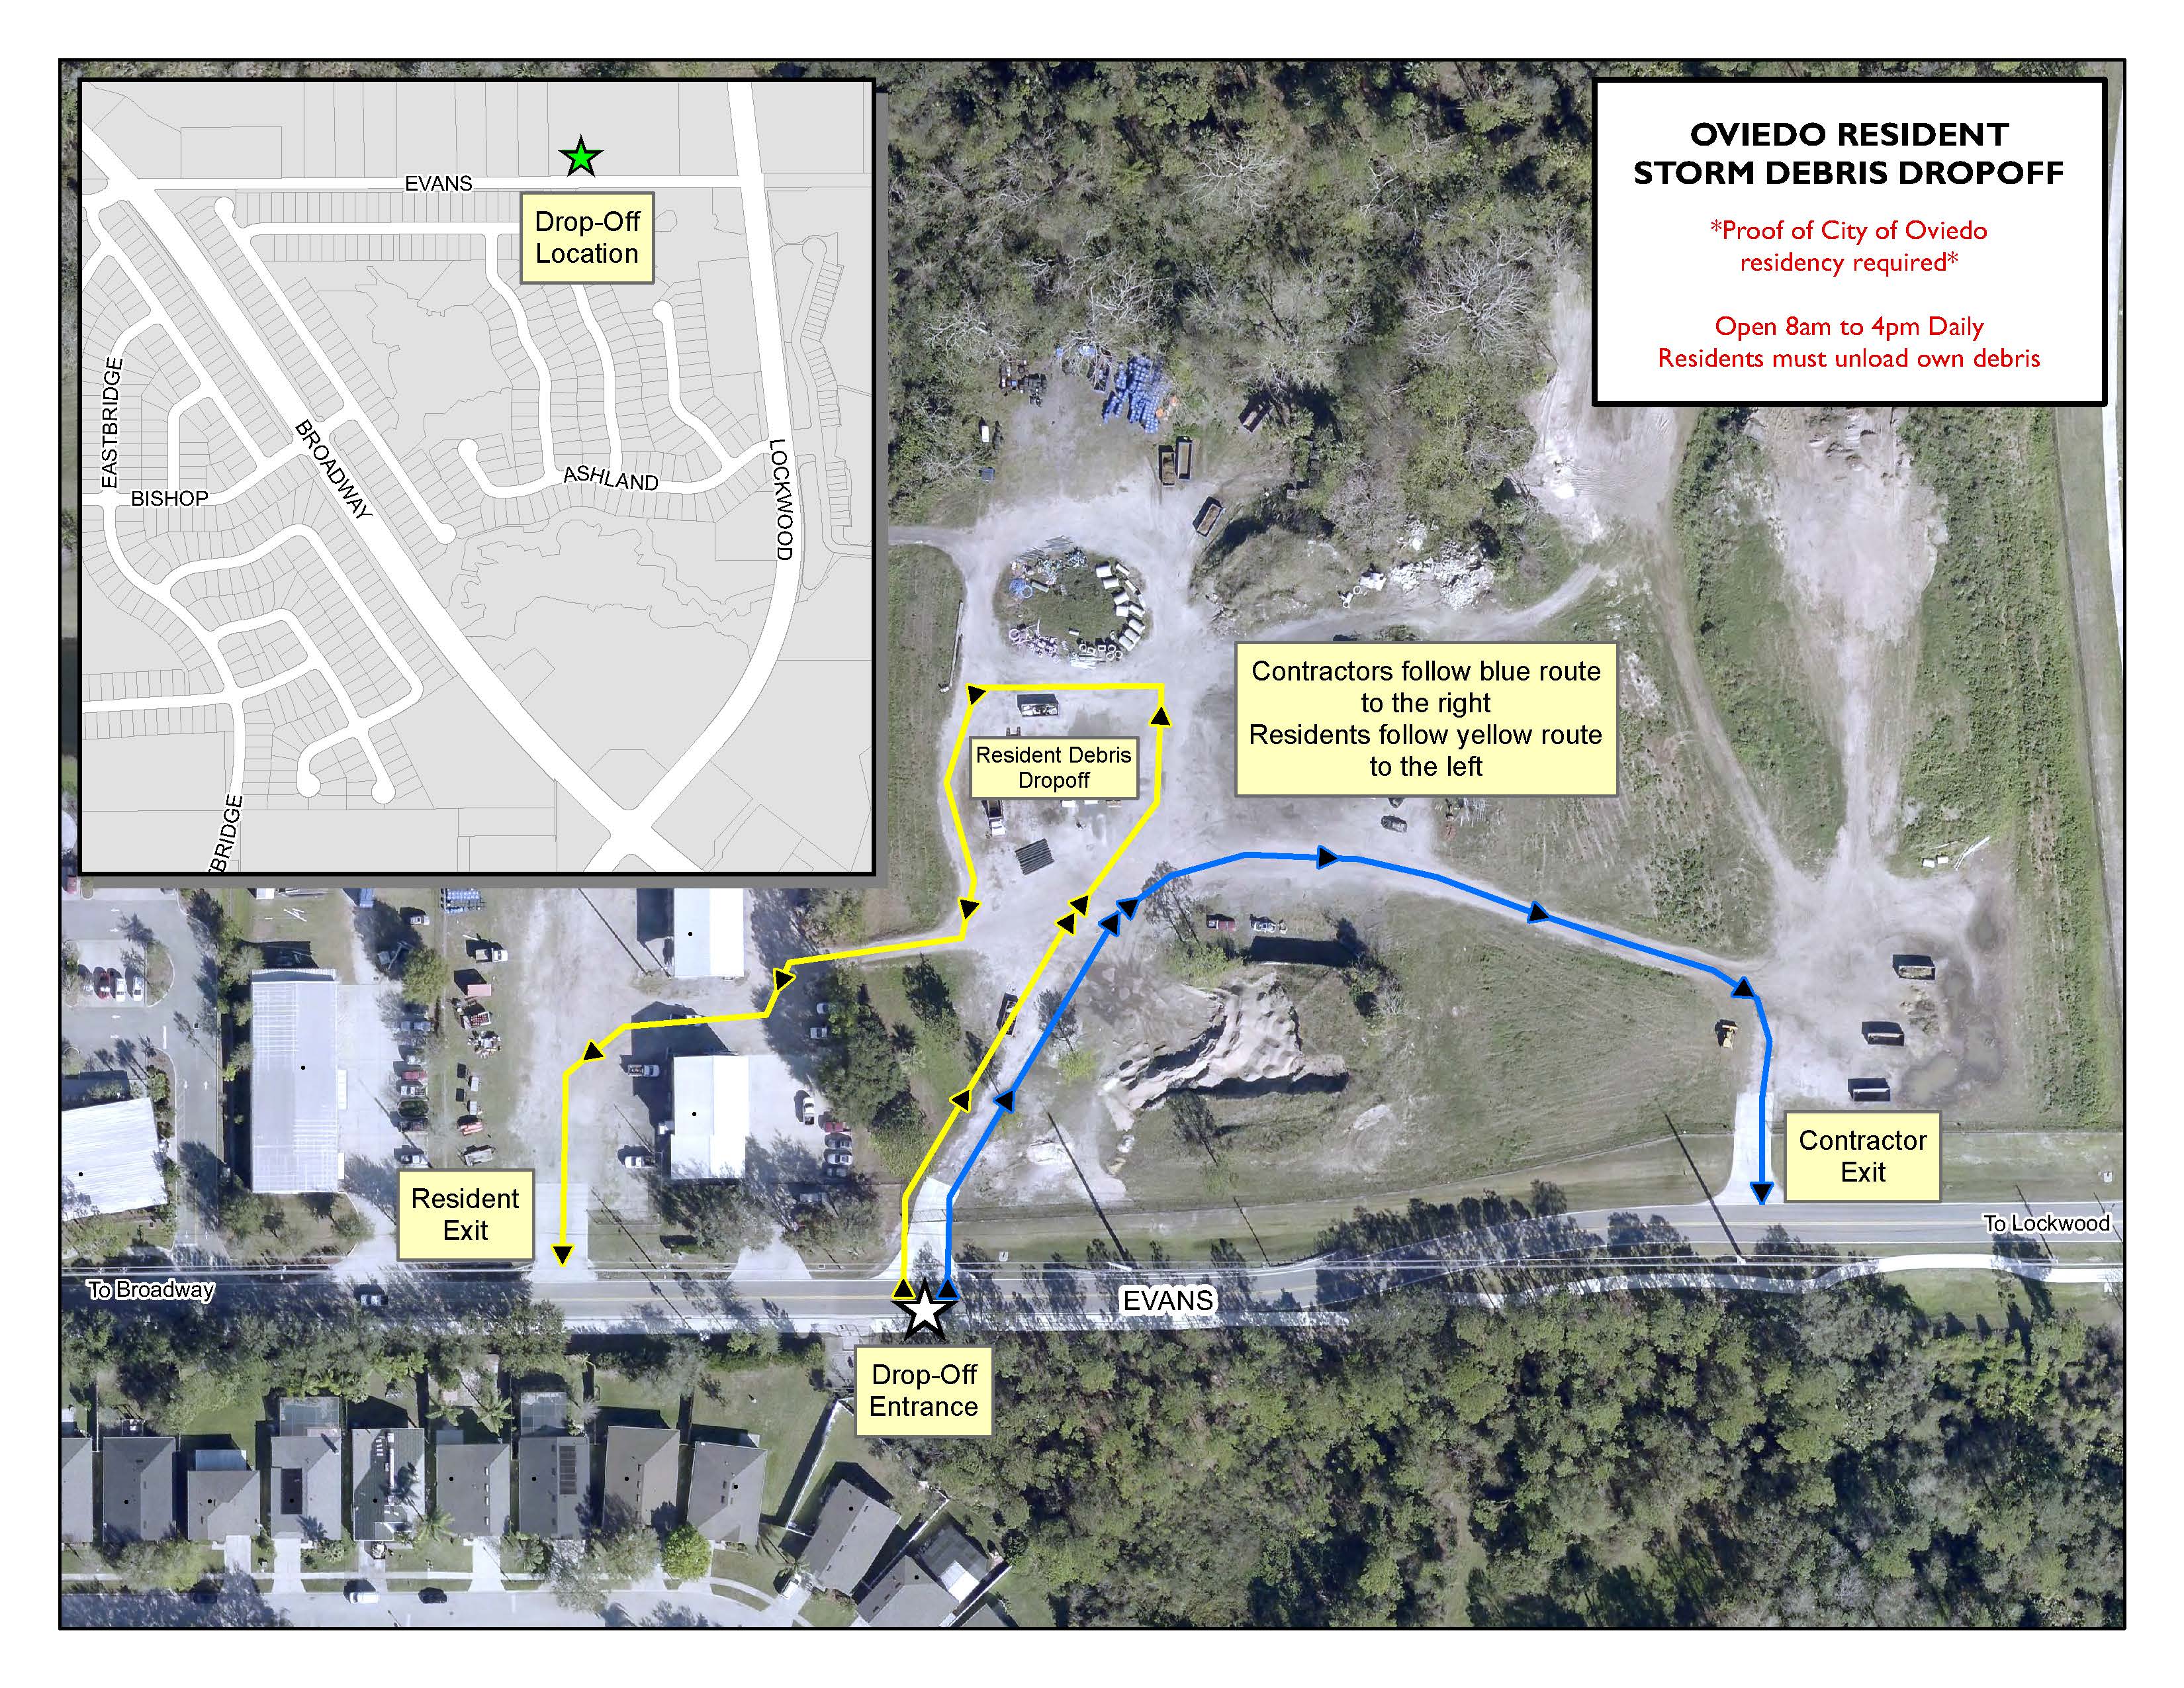 OVIEDO RESIDENT
STORM DEBRIS DROPOFF
*Proof of City of Oviedo
residency required*
Open 8am to 4pm Daily
Residents must unload own debris
EVANS
Drop-Off
Location
EASTBRIDGE
BISHOP
BROADWAY
ASHLAND
LOCKWOOD
TBRIDGE
Contractors follow blue route
to the right
Residents follow yellow route
to the left
Resident Debris
Dropoff
Contractor
Exit
Resident
Exit
To Lockwood
To Broadway
EVANS
Drop-Off
Entrance